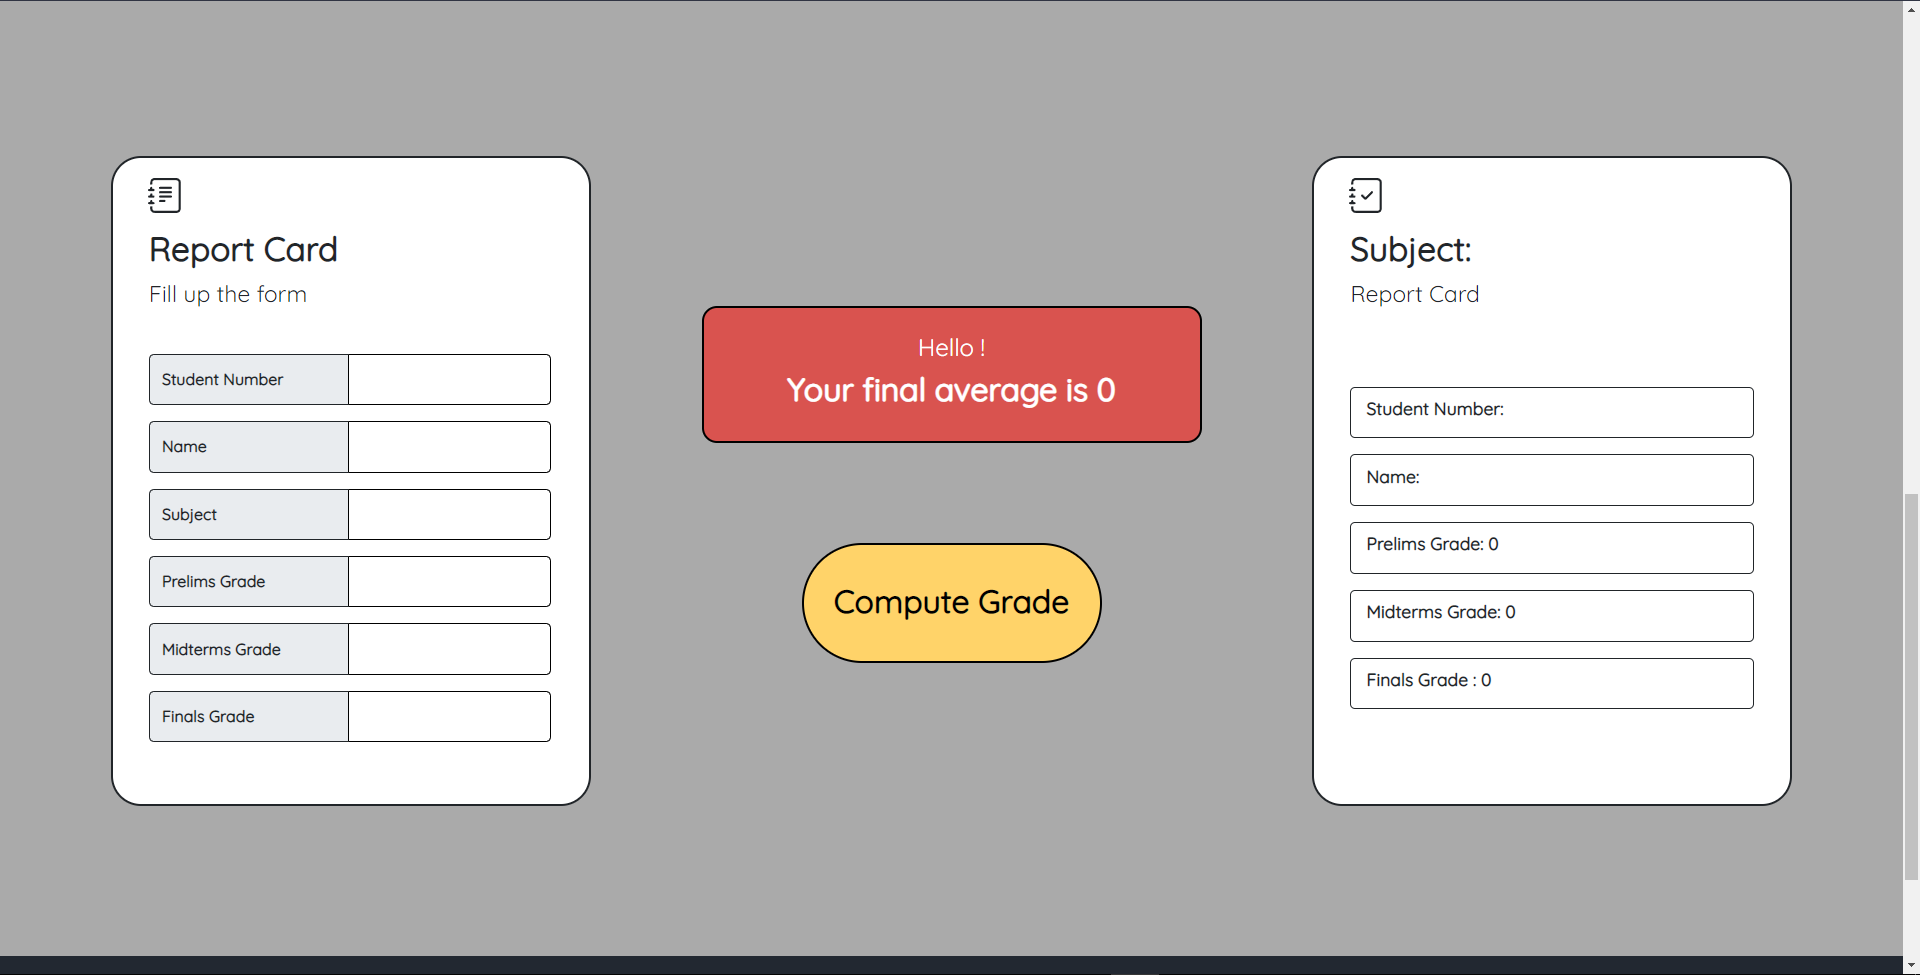 Report Card
Fill up the form
Student Number
Name
Subject
Prelims Grade
Midterms Grade
Finals Grade
Hello !
Your final average is 0
Compute Grade
Subject:
Report Card
Student Number:
Name:
Prelims Grade: 0
Midterms Grade: 0
Finals Grade : 0